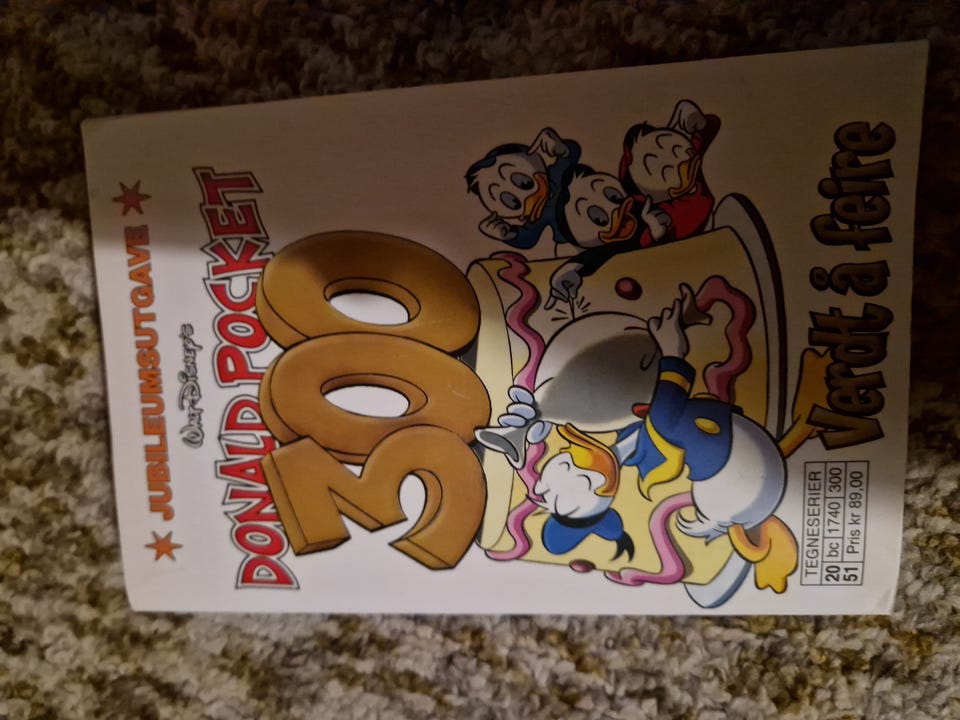 JUBILEUMSUTGAVE
WALT DISNEY'S
DONALD POCKET
300
TEGNESERIER
20 bc 1740 300
51 Pris kr 89,00
Verdt å feire